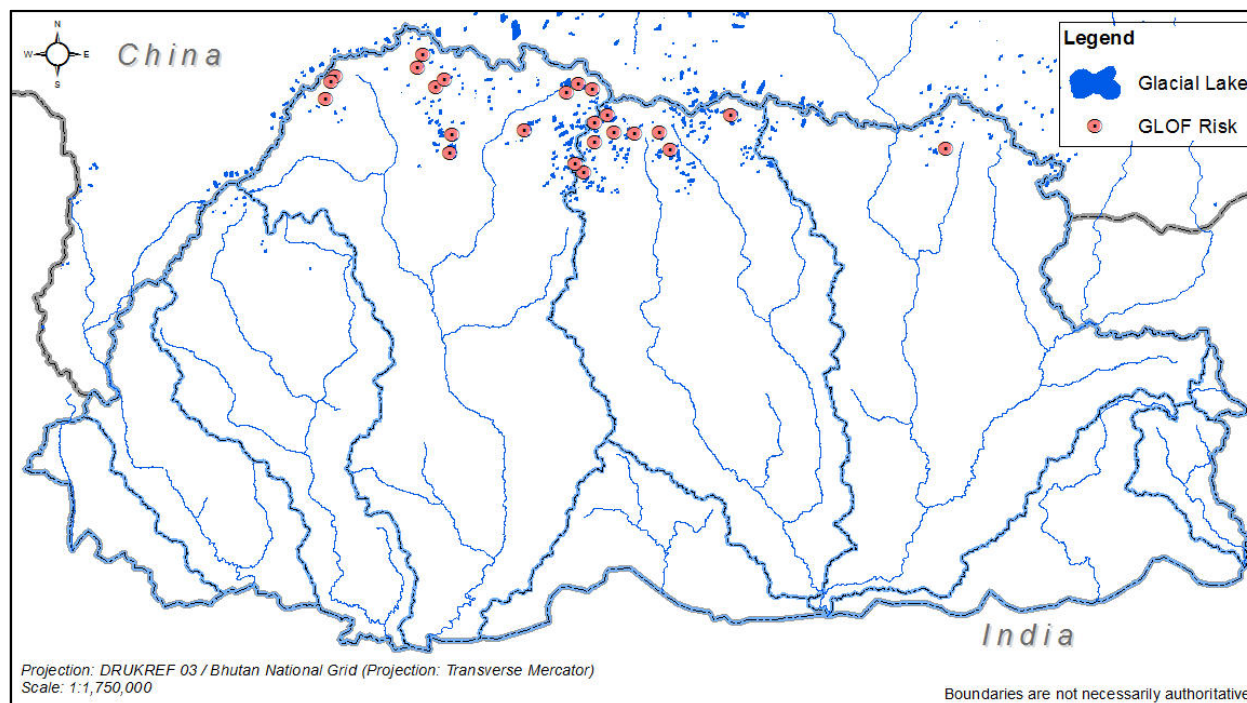 N
W E
S
China
Legend
Glacial Lake
GLOF Risk
India
Projection: DRUKREF 03 / Bhutan National Grid (Projection: Transverse Mercator)
Scale: 1:1,750,000
Boundaries are not necessarily authoritative